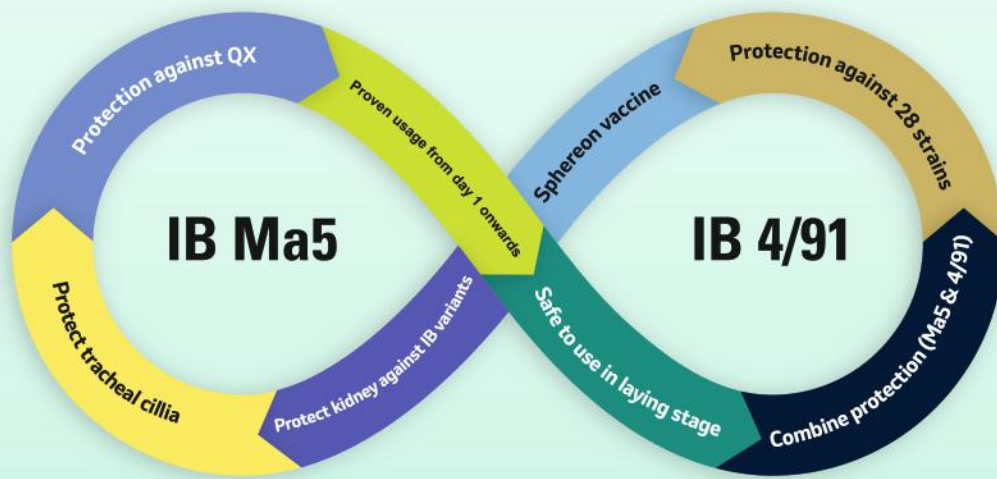 Protection against QX
Proven usage from day 1 onwards
Sphereon vaccine
Protection against 28 strains
IB Ma5
IB 4/91
Protect tracheal cillia
Protect kidney against IB variants
Safe to use in laying stage
Combine protection (Ma5 & 4/91)